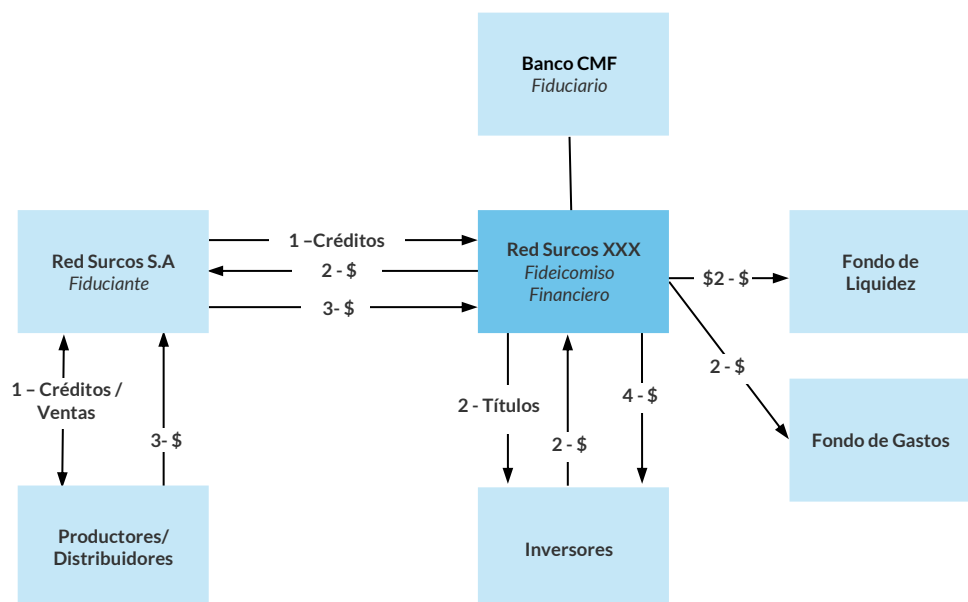 Banco CMF
Fiduciario
Red Surcos S.A
Fiduciante
1 –Créditos
2 - $
3- $
Red Surcos XXX
Fideicomiso
Financiero
$2 - $
Fondo de
Liquidez
2 - $
Fondo de Gastos
1 – Créditos /
Ventas
3- $
2 - Títulos
2 - $
4 - $
Productores/
Distribuidores
Inversores